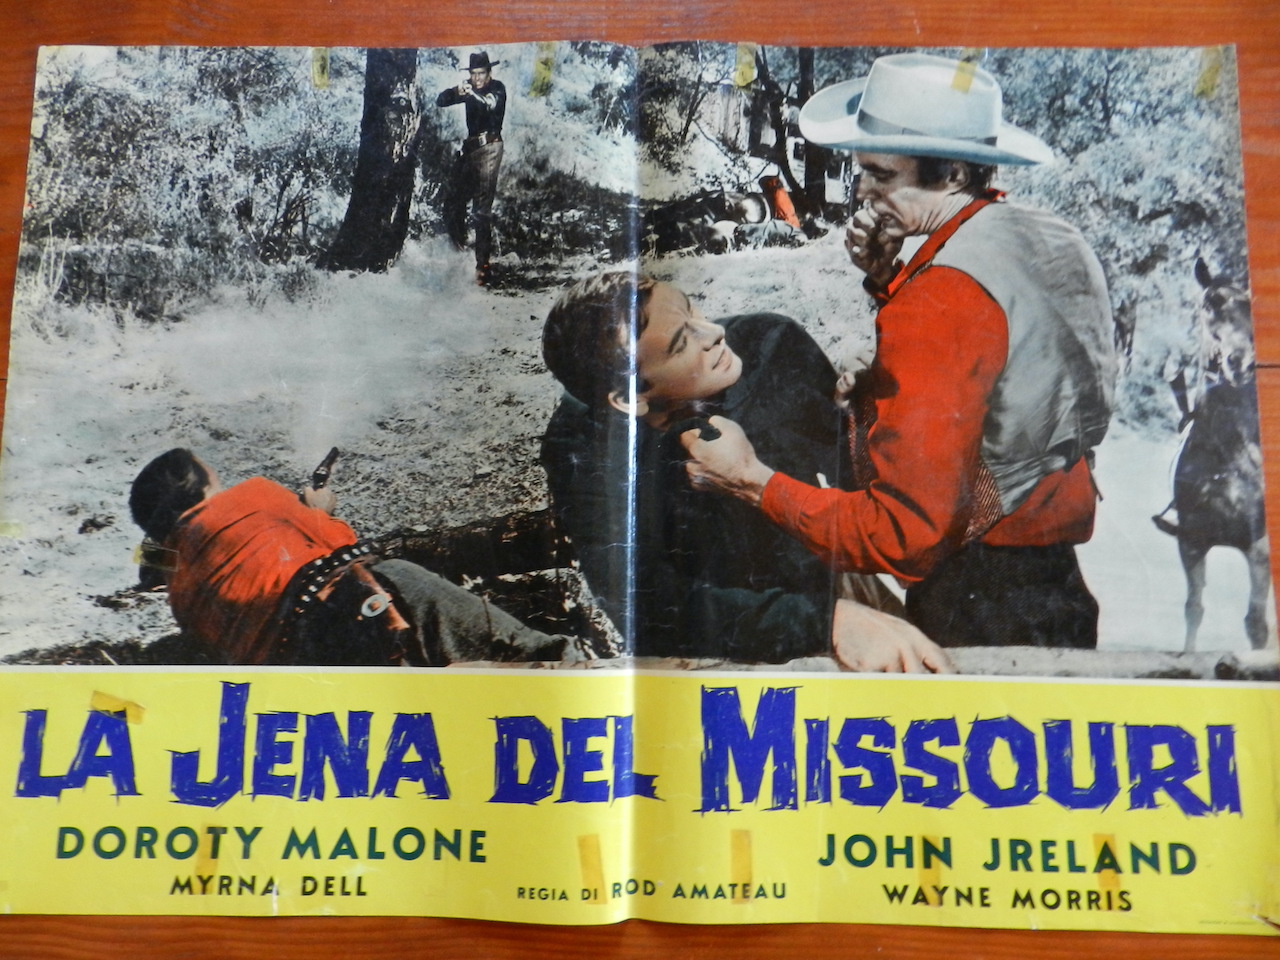 LA JENA DEL MISSOURI
DOROTY MALONE
JOHN JRELAND
MYRNA DELL
REGIA DI ROD AMATEAU
WAYNE MORRIS